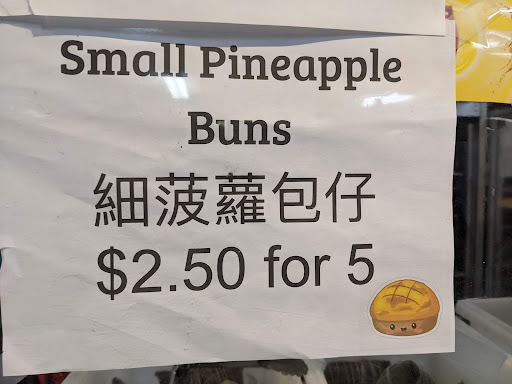 Small Pineapple
Buns
細菠蘿包仔
$2.50 for 5